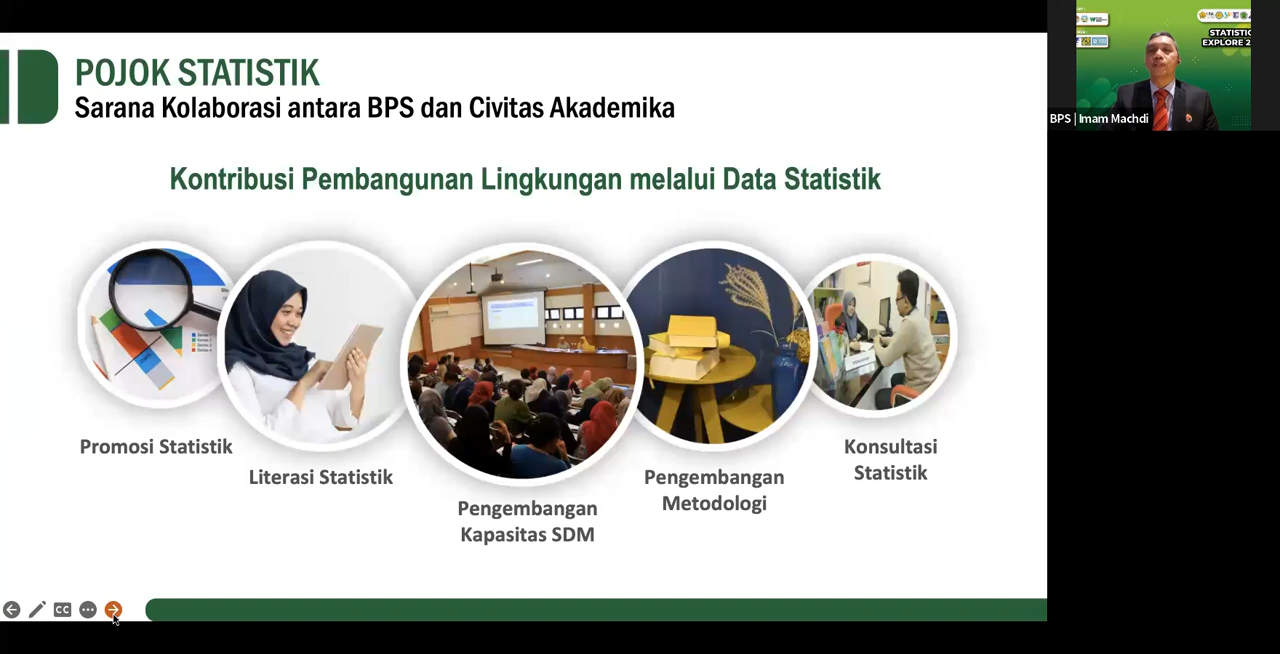 POJOK STATISTIK
Sarana Kolaborasi antara BPS dan Civitas Akademika
Kontribusi Pembangunan Lingkungan melalui Data Statistik
Promosi Statistik
Literasi Statistik
Pengembangan
Kapasitas SDM
Pengembangan
Metodologi
Konsultasi
Statistik
CC
STATISTIC
EXPLORE 2
BPS | Imam Machdi